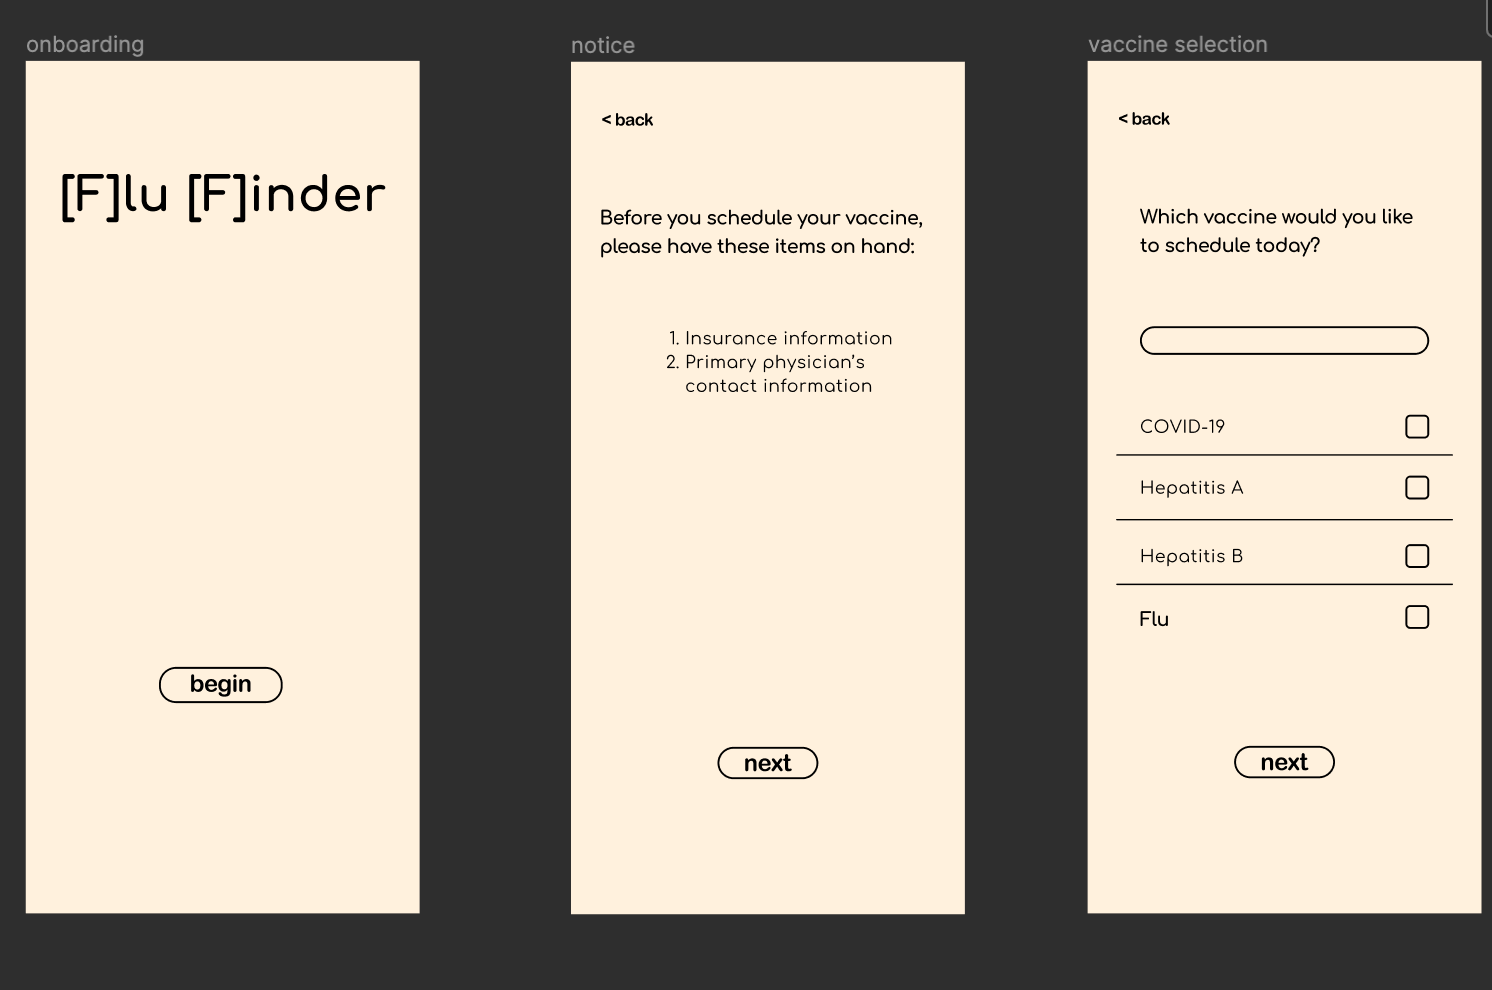 onboarding
[F]lu [F]inder
begin
notice
< back
Before you schedule your vaccine,
please have these items on hand:
1. Insurance information
2. Primary physician's
contact information
next
vaccine selection
< back
Which vaccine would you like
to schedule today?
COVID-19
Hepatitis A
Hepatitis B
Flu
next